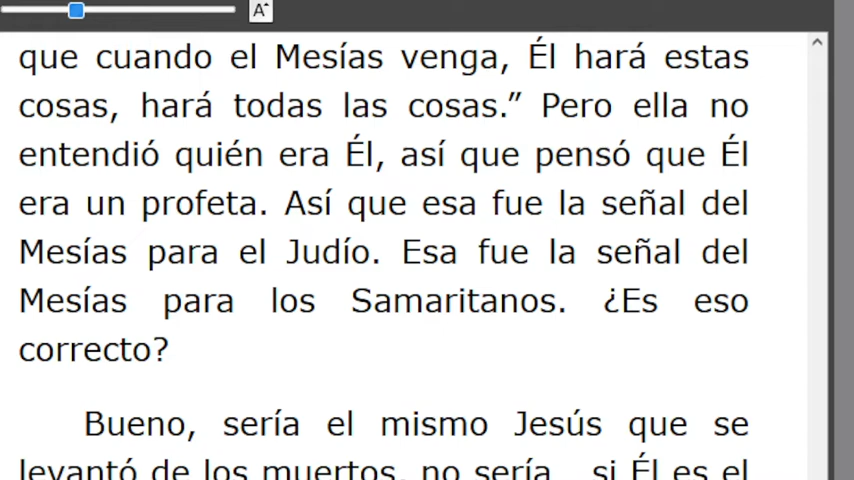 A
que cuando el Mesías venga, Él hará estas
cosas, hará todas las cosas.” Pero ella no
entendió quién era Él, así que pensó que Él
era un profeta. Así que esa fue la señal del
Mesías para el Judío. Esa fue la señal del
Mesías para los Samaritanos. ¿Es eso
correcto?
Bueno, sería el mismo Jesús que se
levantó de los muertos, no sería si Él es el